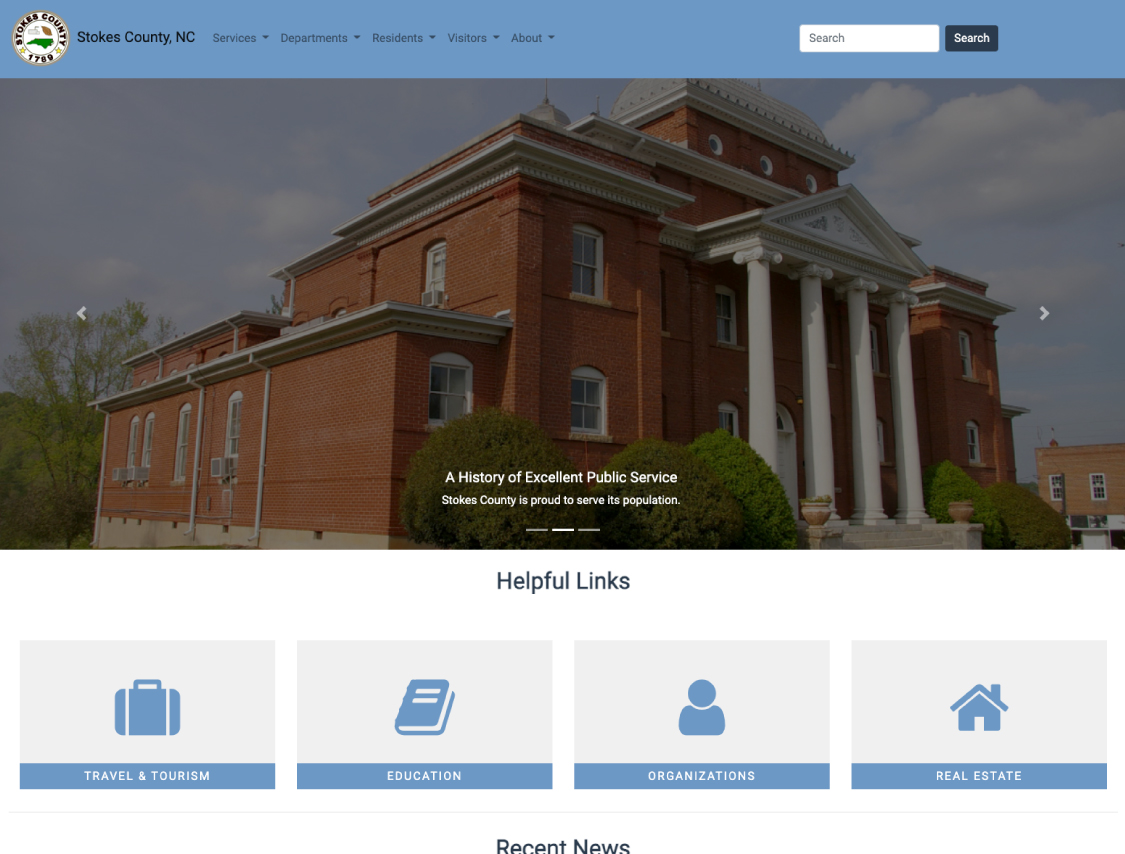 STOKES COUNTY
1789
Stokes County, NC
Services
Departments
Residents
Visitors
About
Search
Search
A History of Excellent Public Service
Stokes County is proud to serve its population.
Helpful Links
TRAVEL & TOURISM
EDUCATION
ORGANIZATIONS
REAL ESTATE
Recent News